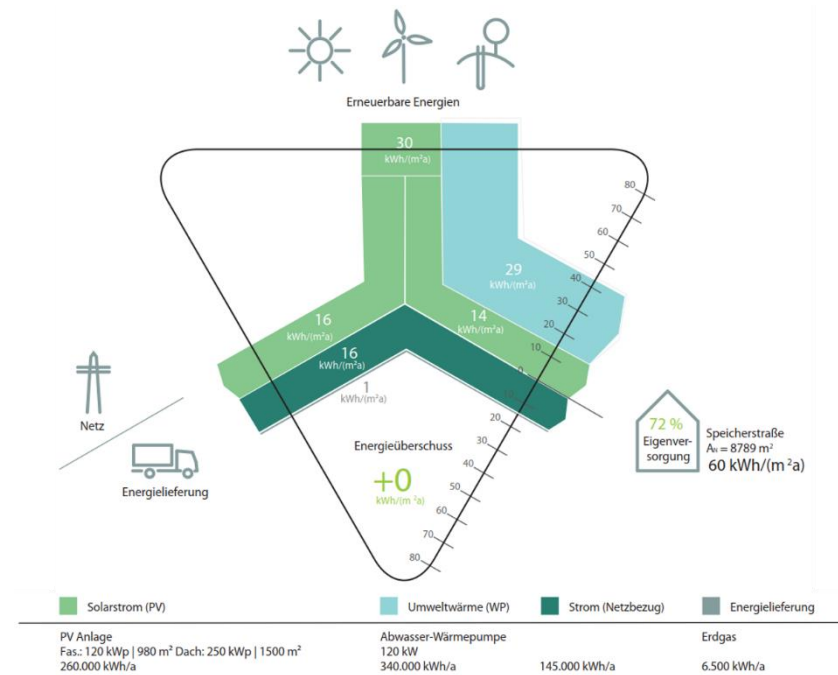 Erneuerbare Energien
30
kWh/(m²a)
80
70
60
50
40
30
20
10
0
10
20
30
40
50
60
70
80
29
kWh/(m²a)
16
kWh/(m²a)
14
kWh/(m²a)
16
kWh/(m²a)
1
kWh/(m²a)
Netz
Energielieferung
Energieüberschuss
+0
kWh/(m²a)
72 %
Eigenver-
sorgung
Speicherstraße
Aɴ = 8789 m²
60 kWh/(m²a)
Solarstrom (PV)
Umweltwärme (WP)
Strom (Netzbezug)
Energielieferung
PV Anlage
Fas.: 120 kWp | 980 m² Dach: 250 kWp | 1500 m²
260.000 kWh/a
Abwasser-Wärmepumpe
120 kW
340.000 kWh/a
145.000 kWh/a
Erdgas
6.500 kWh/a